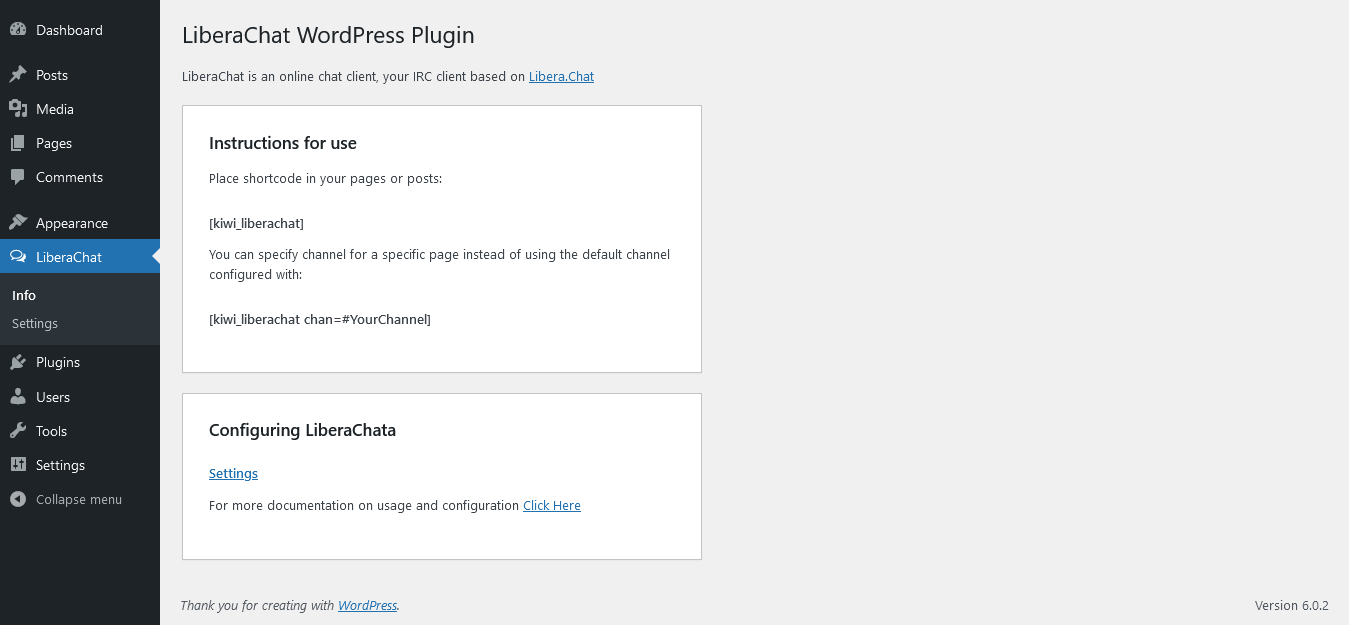 Dashboard
Posts
Media
Pages
Comments
Appearance
LiberaChat
Info
Settings
Plugins
Users
Tools
Settings
Collapse menu
LiberaChat WordPress Plugin
LiberaChat is an online chat client, your IRC client based on Libera.Chat
Instructions for use
Place shortcode in your pages or posts:
[kiwi_liberachat]
You can specify channel for a specific page instead of using the default channel
configured with:
[kiwi_liberachat chan=#YourChannel]
Configuring LiberaChata
Settings
For more documentation on usage and configuration Click Here
Thank you for creating with WordPress.
Version 6.0.2